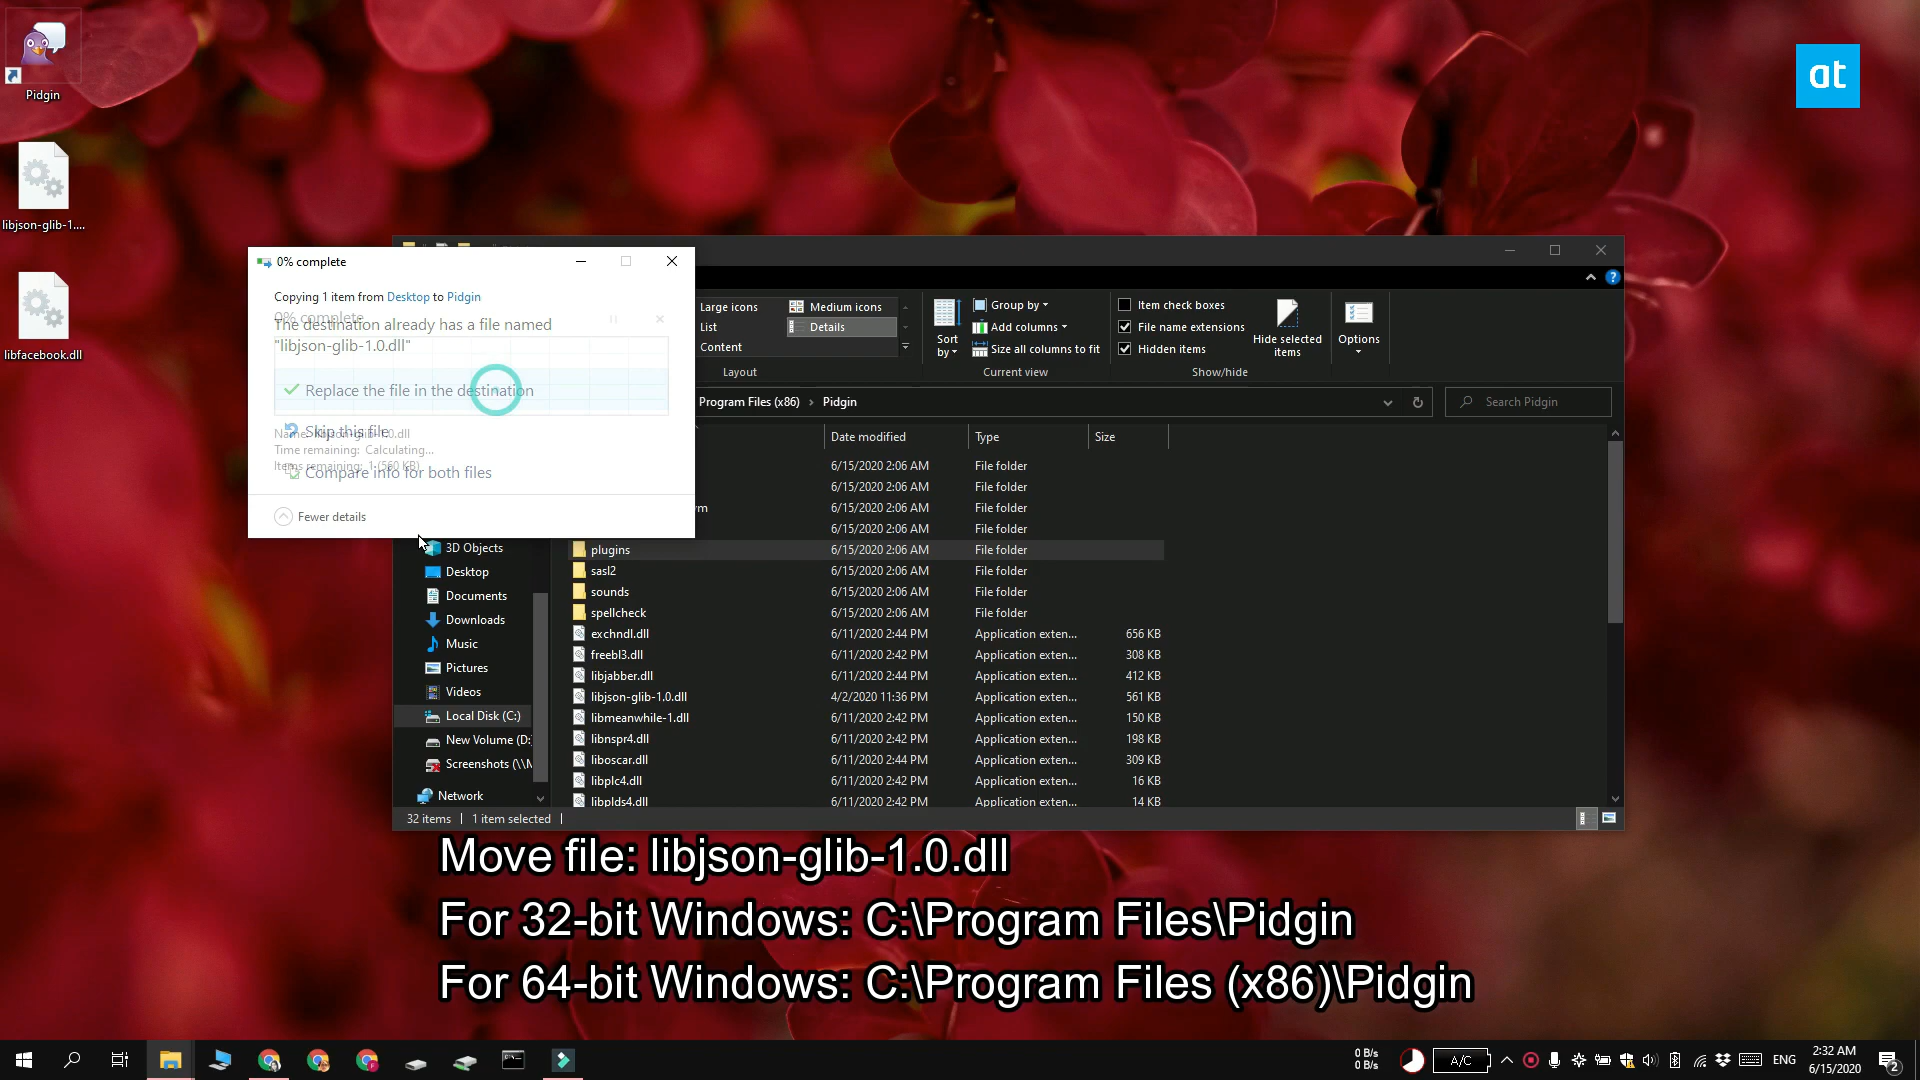 Pidgin
at
libjson-glib-1....
libfacebook.dll
0% complete
Copying 1 item from Desktop to Pidgin
0% complete
The destination already has a file named
"libjson-glib-1.0.dll"
Replace the file in the destination
Skip this file
Name: libjson-glib-1.0.dll
Time remaining: Calculating...
Items remaining: 1 (560 KB)
Compare info for both files
Fewer details
Large icons
Medium icons
List
Details
Content
Layout
Sort
by
Group by
Add columns
Size all columns to fit
Current view
Item check boxes
File name extensions
Hidden items
Hide selected
items
Show/hide
Options
Program Files (x86) › Pidgin
Search Pidgin
Date modified Type Size
6/15/2020 2:06 AM File folder
6/15/2020 2:06 AM File folder
6/15/2020 2:06 AM File folder
6/15/2020 2:06 AM File folder
plugins 6/15/2020 2:06 AM File folder
sasl2 6/15/2020 2:06 AM File folder
sounds 6/15/2020 2:06 AM File folder
spellcheck 6/15/2020 2:06 AM File folder
exchndl.dll 6/11/2020 2:44 PM Application exten... 656 KB
freebl3.dll 6/11/2020 2:42 PM Application exten... 308 KB
libjabber.dll 6/11/2020 2:44 PM Application exten... 412 KB
libjson-glib-1.0.dll 4/2/2020 11:36 PM Application exten... 561 KB
libmeanwhile-1.dll 6/11/2020 2:42 PM Application exten... 150 KB
libnspr4.dll 6/11/2020 2:42 PM Application exten... 198 KB
liboscar.dll 6/11/2020 2:44 PM Application exten... 309 KB
libplc4.dll 6/11/2020 2:42 PM Application exten... 16 KB
libplds4.dll 6/11/2020 2:42 PM Application exten... 14 KB
3D Objects
Desktop
Documents
Downloads
Music
Pictures
Videos
Local Disk (C:)
New Volume (D:
Screenshots (\\
Network
32 items
1 item selected
Move file: libjson-glib-1.0.dll
For 32-bit Windows: C:\Program Files\Pidgin
For 64-bit Windows: C:\Program Files (x86)\Pidgin
0 B/s
0 B/s
A/C
ENG
2:32 AM
6/15/2020
2